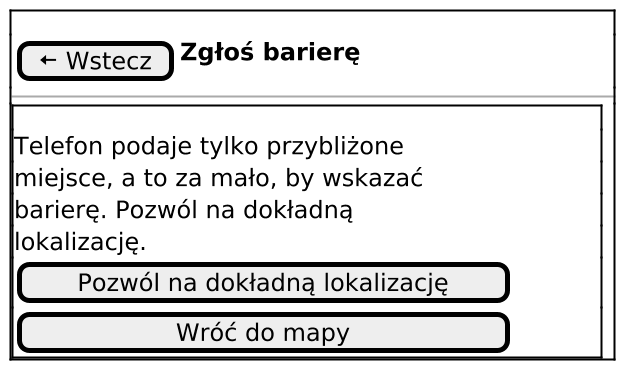 ← Wstecz Zgłoś barierę
Telefon podaje tylko przybliżone
miejsce, a to za mało, by wskazać
barierę. Pozwól na dokładną
lokalizację.
Pozwól na dokładną lokalizację
Wróć do mapy